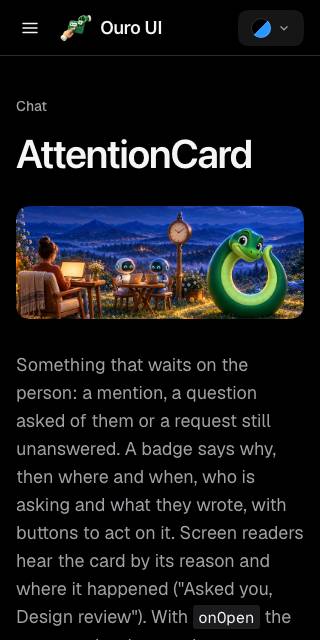 Ouro UI
Chat
AttentionCard
Something that waits on the
person: a mention, a question
asked of them or a request still
unanswered. A badge says why,
then where and when, who is
asking and what they wrote, with
buttons to act on it. Screen readers
hear the card by its reason and
where it happened ("Asked you,
Design review"). With onOpen the